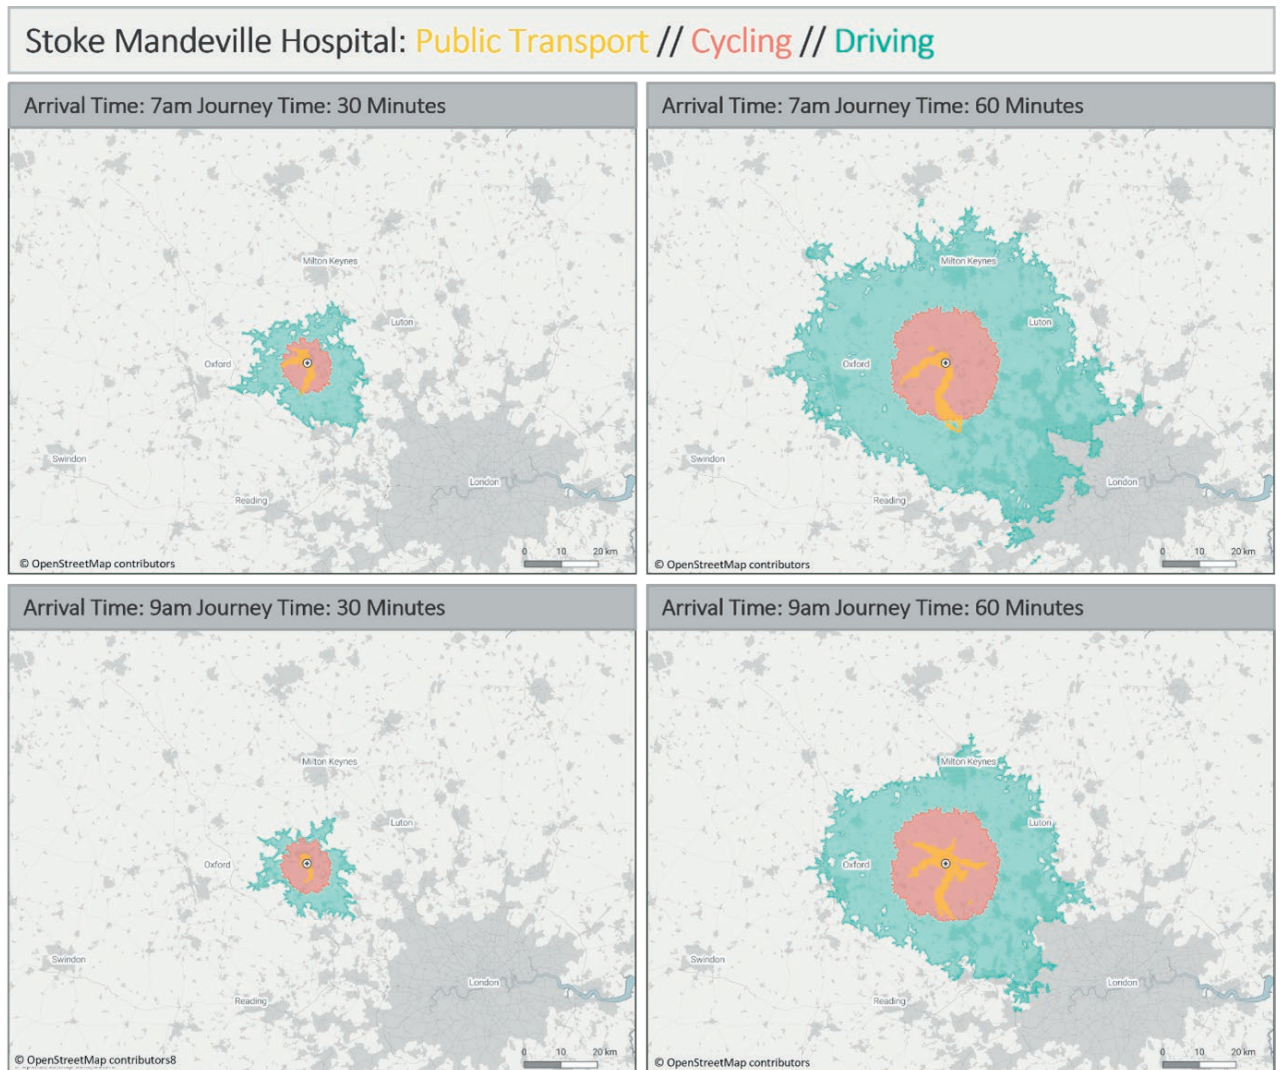 Stoke Mandeville Hospital: Public Transport // Cycling // Driving
Arrival Time: 7am Journey Time: 30 Minutes
Milton Keynes
Luton
Oxford
Swindon
London
Reading
0 10 20 km
© OpenStreetMap contributors
Arrival Time: 7am Journey Time: 60 Minutes
Milton Keynes
Luton
Oxford
Swindon
London
Reading
0 10 20 km
© OpenStreetMap contributors
Arrival Time: 9am Journey Time: 30 Minutes
Milton Keynes
Luton
Oxford
Swindon
London
Reading
0 10 20 km
© OpenStreetMap contributors8
Arrival Time: 9am Journey Time: 60 Minutes
Milton Keynes
Luton
Oxford
Swindon
London
Reading
0 10 20 km
© OpenStreetMap contributors